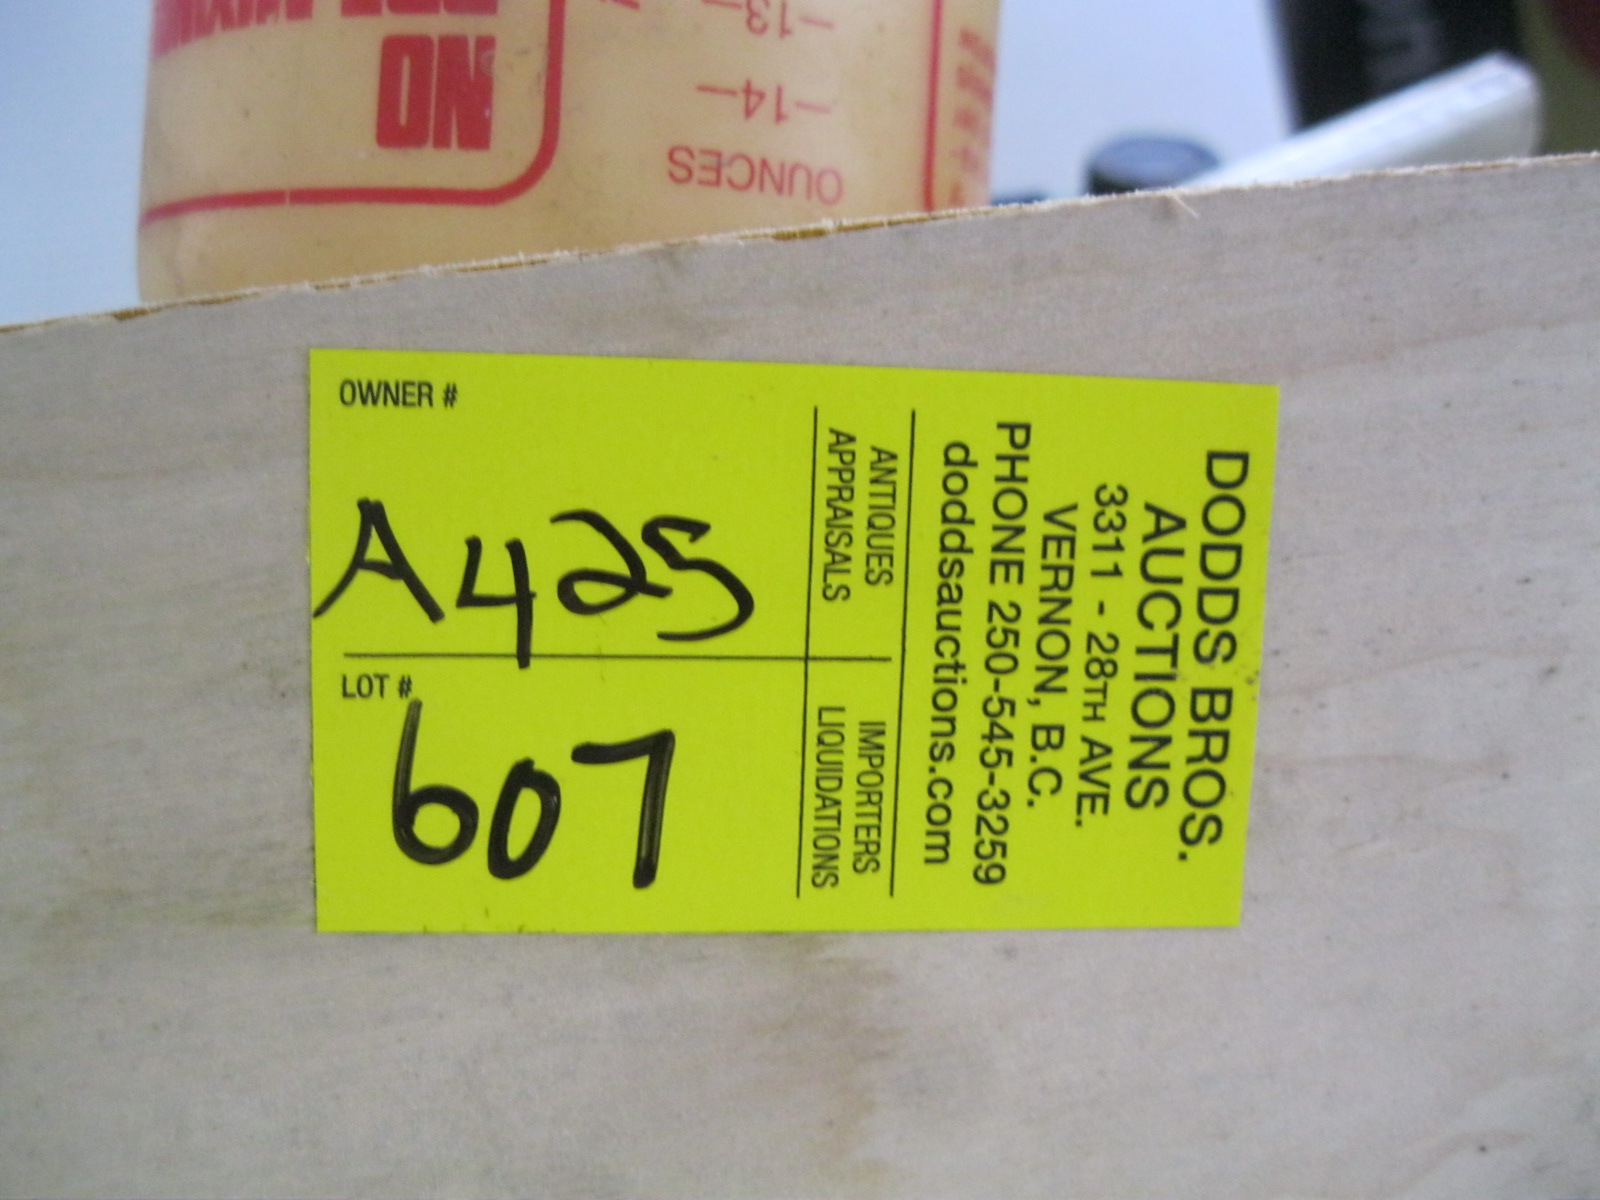 DODDS BROS.
AUCTIONS
3311 - 28TH AVE.
VERNON, B.C.
PHONE 250-545-3259
doddsauctions.com
ANTIQUES
APPRAISALS
IMPORTERS
LIQUIDATIONS
OWNER #
A425
LOT #
607
OUNCES
14
13
NO